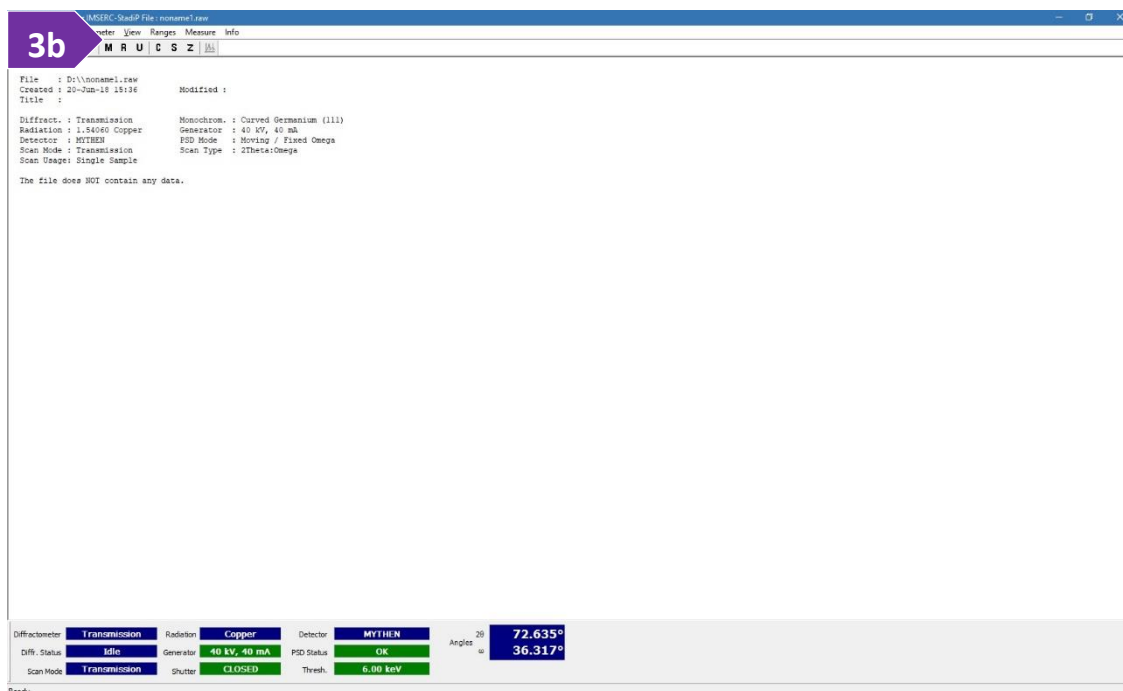 IMSERC-StadiP File : noname1.raw
3b
meter View Ranges Measure Info
M R U C S Z
File : D:\\noname1.raw
Created : 20-Jun-18 15:36 Modified :
Title :
Diffract. : Transmission Monochrom. : Curved Germanium (111)
Radiation : 1.54060 Copper Generator : 40 kV, 40 mA
Detector : MYTHEN PSD Mode : Moving / Fixed Omega
Scan Mode : Transmission Scan Type : 2Theta:Omega
Scan Usage: Single Sample
The file does NOT contain any data.
Diffractometer Transmission Radiation Copper Detector MYTHEN Angles 2θ 72.635°
Diffr. Status Idle Generator 40 kV, 40 mA PSD Status OK ω 36.317°
Scan Mode Transmission Shutter CLOSED Thresh. 6.00 keV